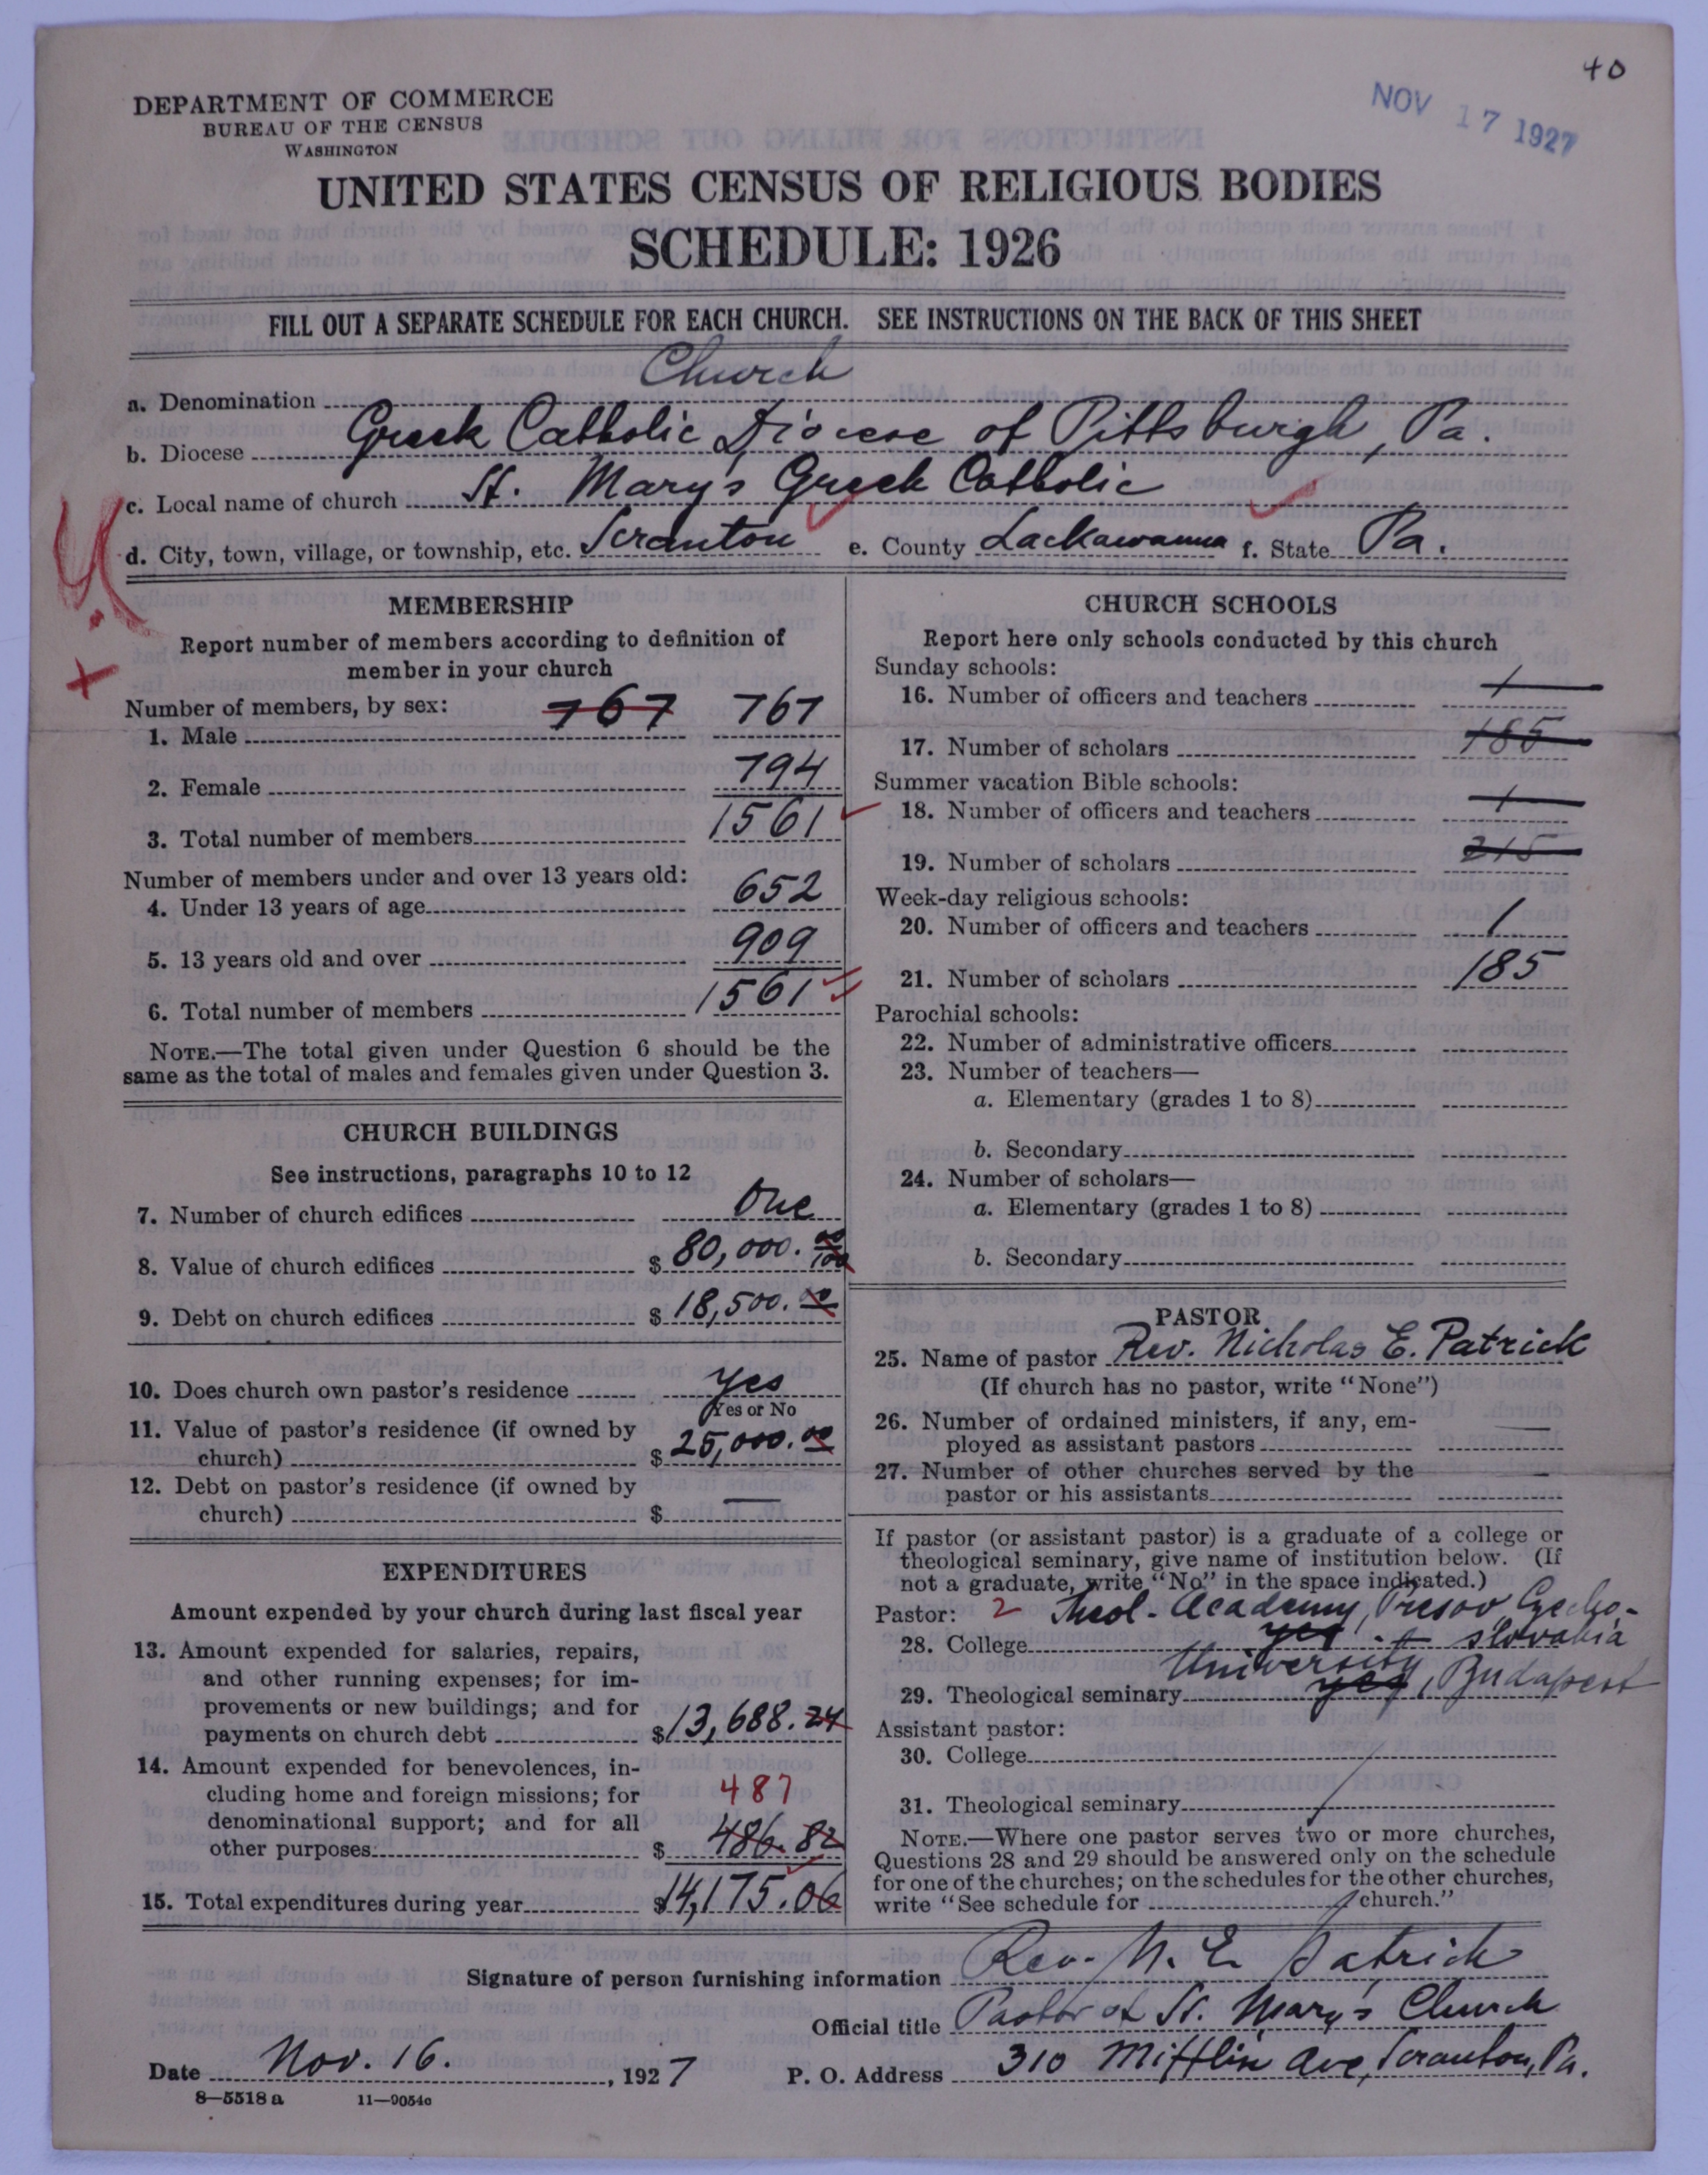 40
NOV 17 1927
DEPARTMENT OF COMMERCE
BUREAU OF THE CENSUS
WASHINGTON
UNITED STATES CENSUS OF RELIGIOUS BODIES
SCHEDULE: 1926
FILL OUT A SEPARATE SCHEDULE FOR EACH CHURCH. SEE INSTRUCTIONS ON THE BACK OF THIS SHEET
a. Denomination Church
b. Diocese Greek Catholic Diocese of Pittsburgh, Pa.
c. Local name of church St. Mary's Greek Catholic
d. City, town, village, or township, etc. Scranton e. County Lackawanna f. State Pa.
MEMBERSHIP
Report number of members according to definition of
member in your church
Number of members, by sex: 767 767
1. Male
2. Female 794
3. Total number of members 1561
Number of members under and over 13 years old:
4. Under 13 years of age 652
5. 13 years old and over 909
6. Total number of members 1561
NOTE.—The total given under Question 6 should be the
same as the total of males and females given under Question 3.
CHURCH BUILDINGS
See instructions, paragraphs 10 to 12
7. Number of church edifices One
8. Value of church edifices $ 80,000. 00/100
9. Debt on church edifices $ 18,500. 00
10. Does church own pastor's residence Yes
Yes or No
11. Value of pastor's residence (if owned by
church) $ 25,000. 00
12. Debt on pastor's residence (if owned by
church) $ —
EXPENDITURES
Amount expended by your church during last fiscal year
13. Amount expended for salaries, repairs,
and other running expenses; for im-
provements or new buildings; and for
payments on church debt $ 13,688. 24
14. Amount expended for benevolences, in-
cluding home and foreign missions; for 487
denominational support; and for all
other purposes $ 486. 82
15. Total expenditures during year $ 14,175. 06
CHURCH SCHOOLS
Report here only schools conducted by this church
Sunday schools:
16. Number of officers and teachers 1
17. Number of scholars 185
Summer vacation Bible schools:
18. Number of officers and teachers 1
19. Number of scholars 215
Week-day religious schools:
20. Number of officers and teachers 1
21. Number of scholars 185
Parochial schools:
22. Number of administrative officers
23. Number of teachers—
a. Elementary (grades 1 to 8)
b. Secondary
24. Number of scholars—
a. Elementary (grades 1 to 8)
b. Secondary
PASTOR
25. Name of pastor Rev. Nicholas E. Patrick
(If church has no pastor, write "None")
26. Number of ordained ministers, if any, em-
ployed as assistant pastors —
27. Number of other churches served by the
pastor or his assistants —
If pastor (or assistant pastor) is a graduate of a college or
theological seminary, give name of institution below. (If
not a graduate, write "No" in the space indicated.)
Pastor: 2 Theol. Academy, Presov, Czecho-
28. College yes slovakia
University
29. Theological seminary yes, Budapest
Assistant pastor:
30. College
31. Theological seminary
NOTE.—Where one pastor serves two or more churches,
Questions 28 and 29 should be answered only on the schedule
for one of the churches; on the schedules for the other churches,
write "See schedule for church."
Signature of person furnishing information Rev. N. E. Patrick
Official title Pastor of St. Mary's Church
Date Nov. 16., 1927 P. O. Address 310 Mifflin Ave, Scranton, Pa.
8—5518 a 11—9054c